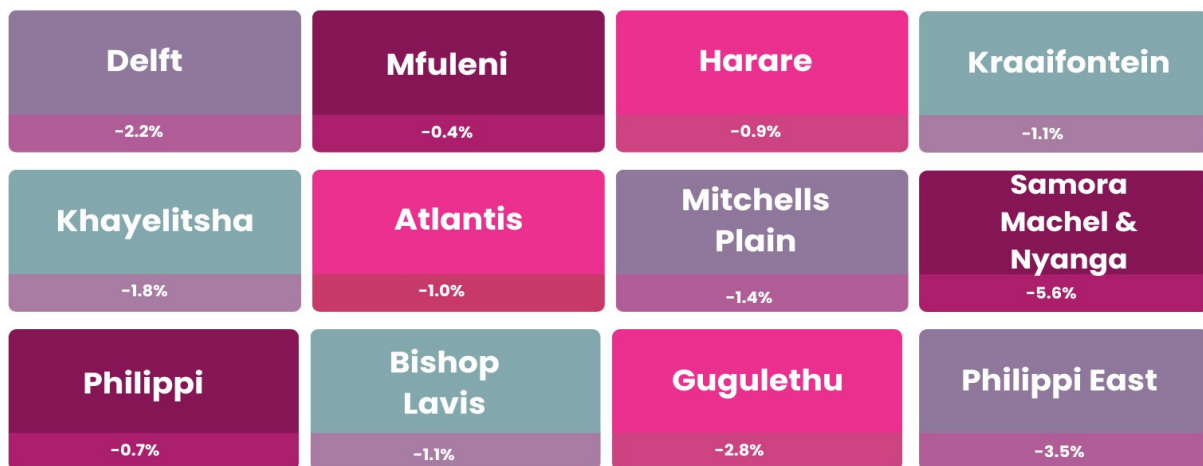 Delft
-2.2%
Mfuleni
-0.4%
Harare
-0.9%
Kraaifontein
-1.1%
Khayelitsha
-1.8%
Atlantis
-1.0%
Mitchells
Plain
-1.4%
Samora
Machel &
Nyanga
-5.6%
Philippi
-0.7%
Bishop
Lavis
-1.1%
Gugulethu
-2.8%
Philippi East
-3.5%